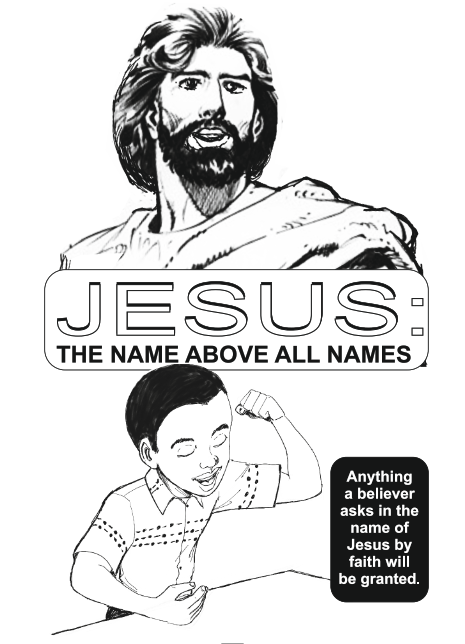 JESUS:
THE NAME ABOVE ALL NAMES
Anything
a believer
asks in the
name of
Jesus by
faith will
be granted.